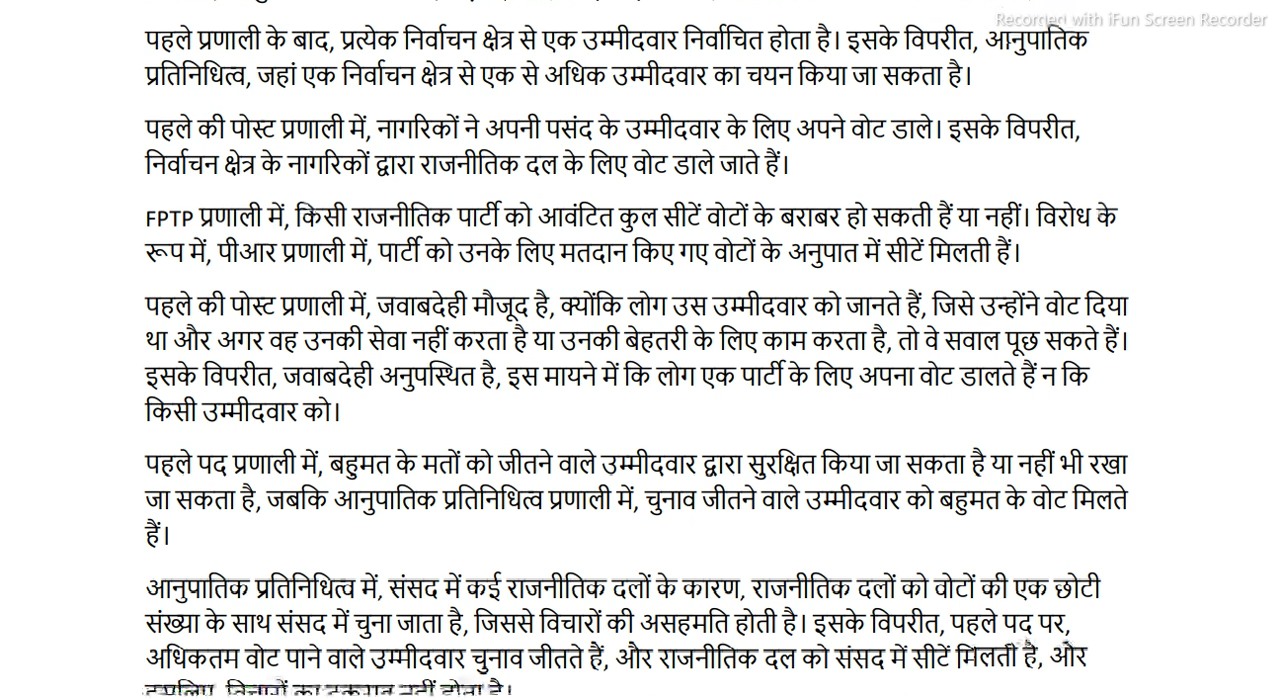 Recorded with iFun Screen Recorder
पहले प्रणाली के बाद, प्रत्येक निर्वाचन क्षेत्र से एक उम्मीदवार निर्वाचित होता है। इसके विपरीत, आनुपातिक
प्रतिनिधित्व, जहां एक निर्वाचन क्षेत्र से एक से अधिक उम्मीदवार का चयन किया जा सकता है।
पहले की पोस्ट प्रणाली में, नागरिकों ने अपनी पसंद के उम्मीदवार के लिए अपने वोट डाले। इसके विपरीत,
निर्वाचन क्षेत्र के नागरिकों द्वारा राजनीतिक दल के लिए वोट डाले जाते हैं।
FPTP प्रणाली में, किसी राजनीतिक पार्टी को आवंटित कुल सीटें वोटों के बराबर हो सकती हैं या नहीं। विरोध के
रूप में, पीआर प्रणाली में, पार्टी को उनके लिए मतदान किए गए वोटों के अनुपात में सीटें मिलती हैं।
पहले की पोस्ट प्रणाली में, जवाबदेही मौजूद है, क्योंकि लोग उस उम्मीदवार को जानते हैं, जिसे उन्होंने वोट दिया
था और अगर वह उनकी सेवा नहीं करता है या उनकी बेहतरी के लिए काम करता है, तो वे सवाल पूछ सकते हैं।
इसके विपरीत, जवाबदेही अनुपस्थित है, इस मायने में कि लोग एक पार्टी के लिए अपना वोट डालते हैं न कि
किसी उम्मीदवार को।
पहले पद प्रणाली में, बहुमत के मतों को जीतने वाले उम्मीदवार द्वारा सुरक्षित किया जा सकता है या नहीं भी रखा
जा सकता है, जबकि आनुपातिक प्रतिनिधित्व प्रणाली में, चुनाव जीतने वाले उम्मीदवार को बहुमत के वोट मिलते
हैं।
आनुपातिक प्रतिनिधित्व में, संसद में कई राजनीतिक दलों के कारण, राजनीतिक दलों को वोटों की एक छोटी
संख्या के साथ संसद में चुना जाता है, जिससे विचारों की असहमति होती है। इसके विपरीत, पहले पद पर,
अधिकतम वोट पाने वाले उम्मीदवार चुनाव जीतते हैं, और राजनीतिक दल को संसद में सीटें मिलती है, और
इसलिए, विचारों का टकराव नहीं होता है।